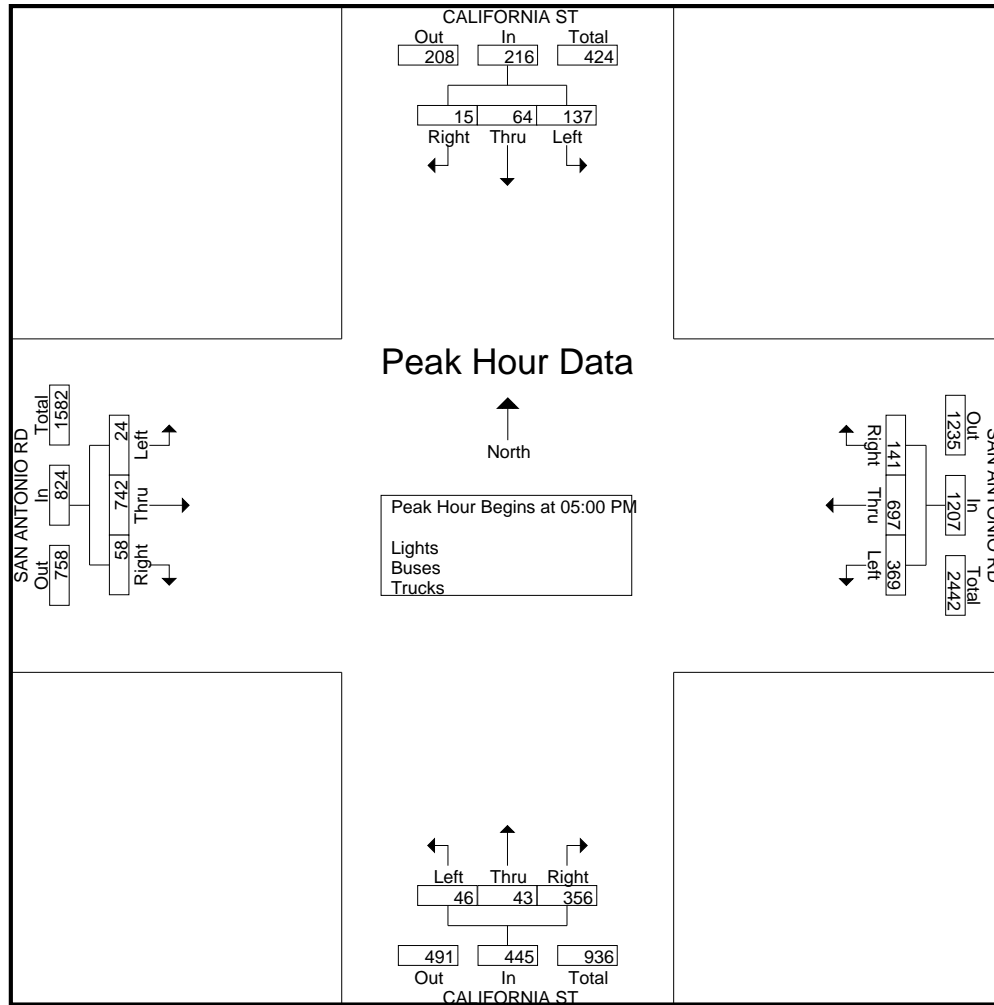 CALIFORNIA ST
Out In Total
208 216 424
15 64 137
Right Thru Left
Peak Hour Data
North
Peak Hour Begins at 05:00 PM
Lights
Buses
Trucks
SAN ANTONIO RD
Total In Out
1582 824 758
24 742 58
Left Thru Right
SAN ANTONIO RD
Out In Total
1235 1207 2442
141 697 369
Right Thru Left
Left Thru Right
46 43 356
491 445 936
Out In Total
CALIFORNIA ST